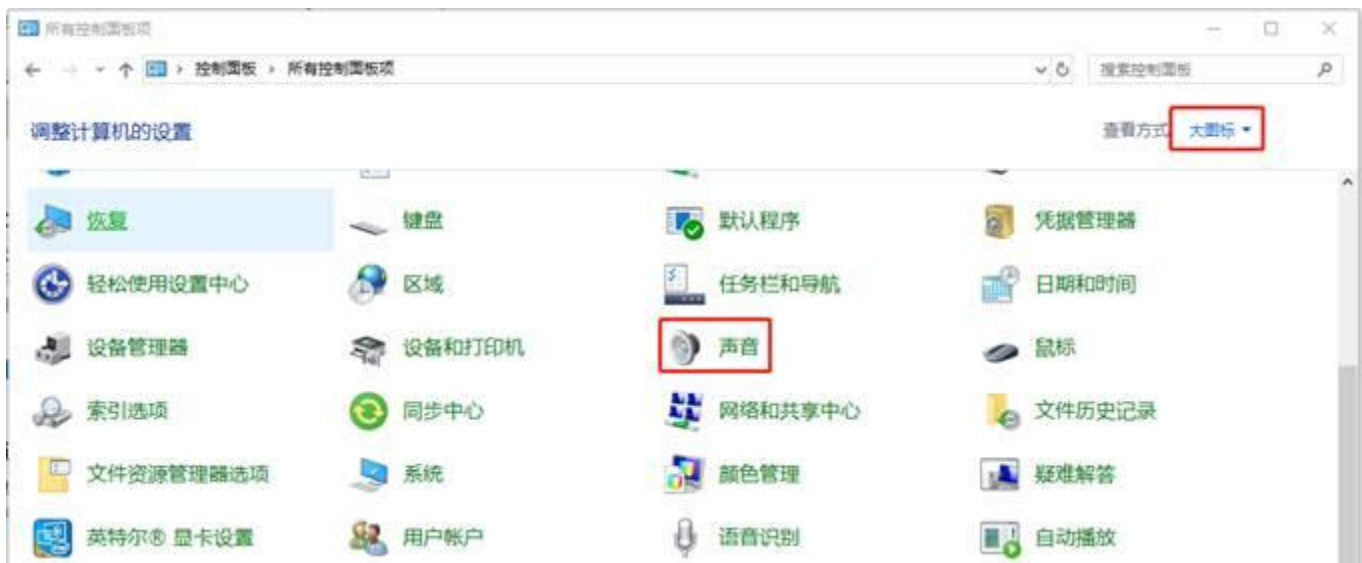 所有控制面板项
控制面板 › 所有控制面板项
搜索控制面板
调整计算机的设置
查看方式 大图标
恢复 键盘 默认程序 凭据管理器
轻松使用设置中心 区域 任务栏和导航 日期和时间
设备管理器 设备和打印机 声音 鼠标
索引选项 同步中心 网络和共享中心 文件历史记录
文件资源管理器选项 系统 颜色管理 疑难解答
英特尔® 显卡设置 用户帐户 语音识别 自动播放